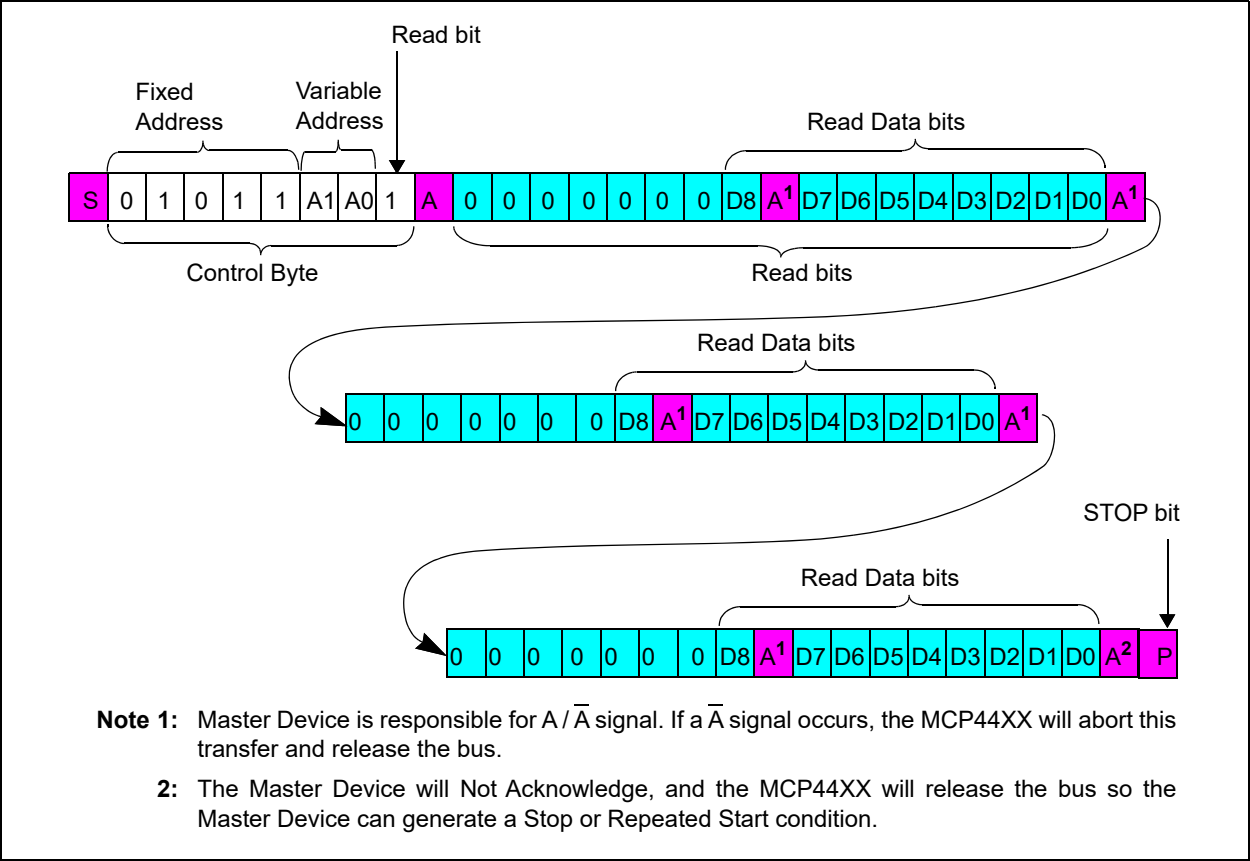 Read bit
Fixed Address
Variable Address
Read Data bits
S 0 1 0 1 1 A1 A0 1 A 0 0 0 0 0 0 0 D8 A¹ D7 D6 D5 D4 D3 D2 D1 D0 A¹
Control Byte
Read bits
Read Data bits
0 0 0 0 0 0 0 D8 A¹ D7 D6 D5 D4 D3 D2 D1 D0 A¹
STOP bit
Read Data bits
0 0 0 0 0 0 0 D8 A¹ D7 D6 D5 D4 D3 D2 D1 D0 A² P
Note 1: Master Device is responsible for A / A̅ signal. If a A̅ signal occurs, the MCP44XX will abort this
transfer and release the bus.
2: The Master Device will Not Acknowledge, and the MCP44XX will release the bus so the
Master Device can generate a Stop or Repeated Start condition.